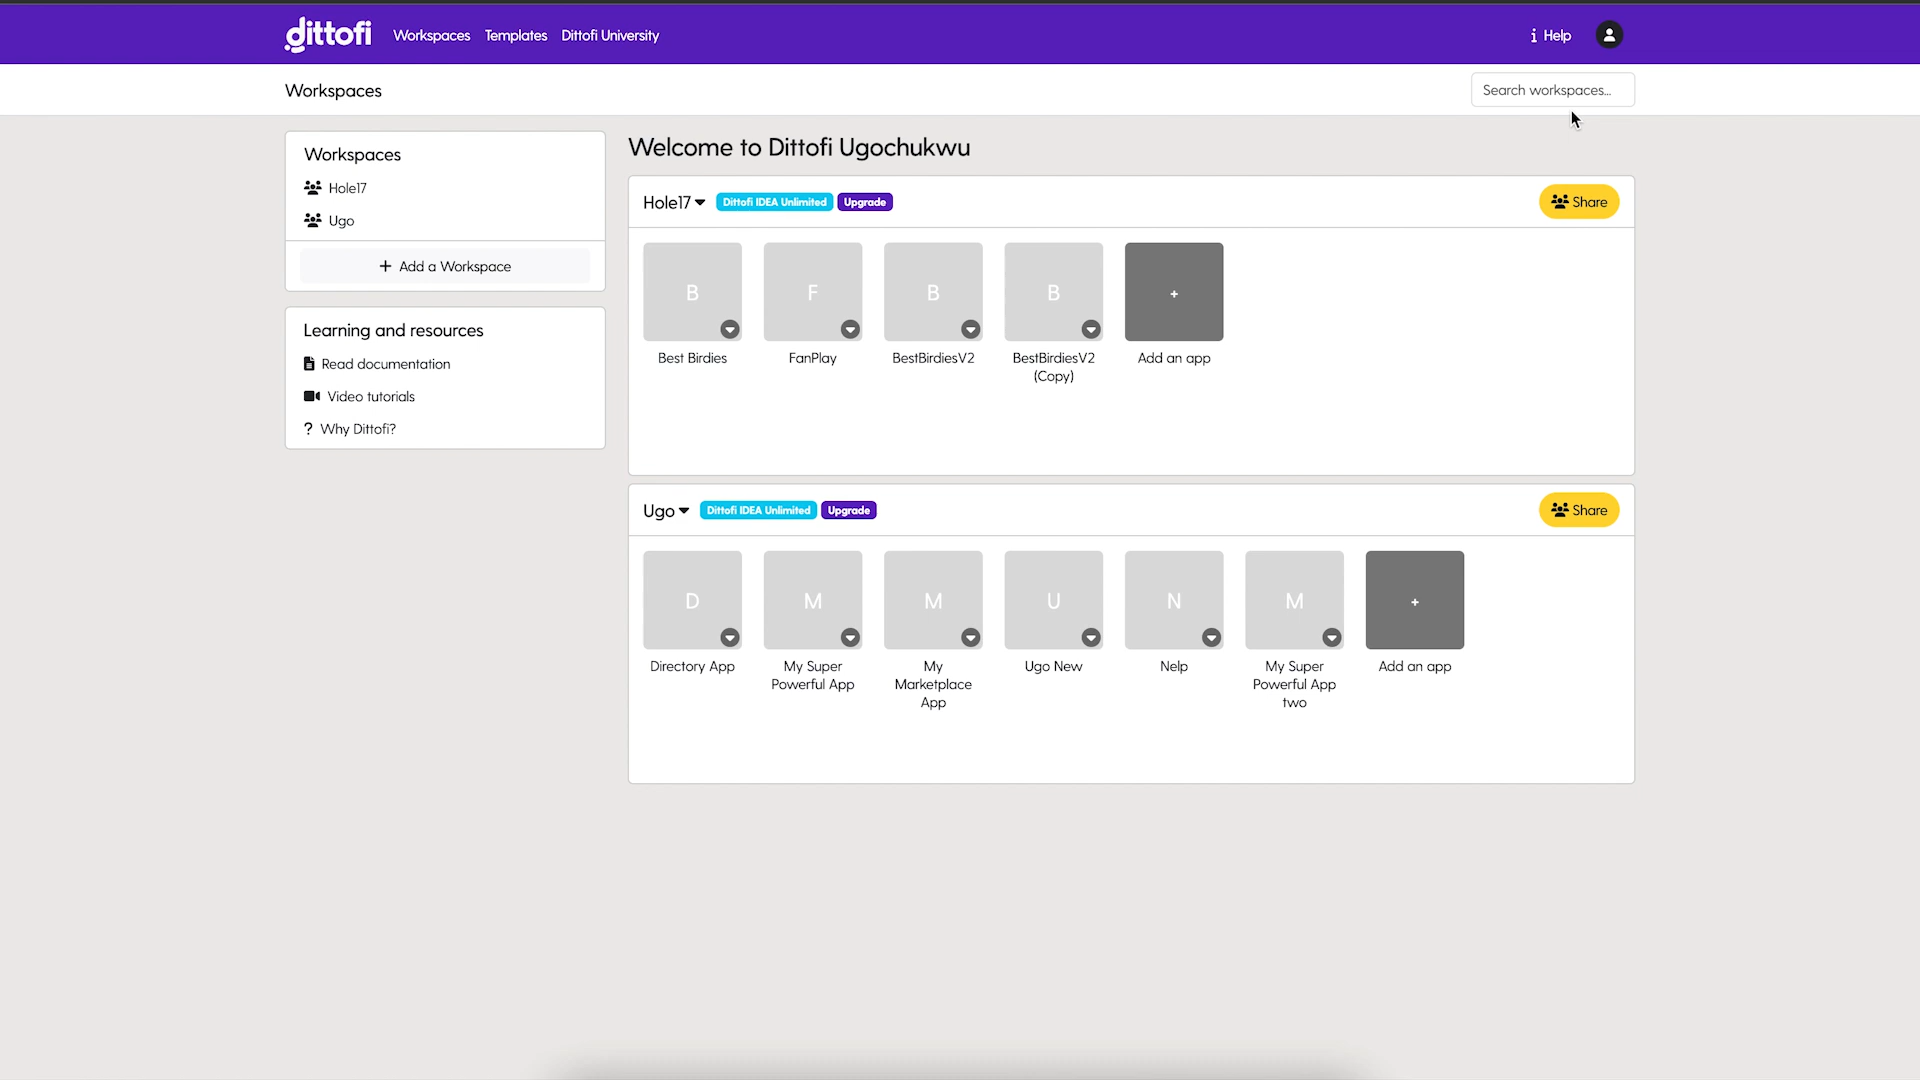 dittofi Workspaces Templates Dittofi University Help
Workspaces Search workspaces...
Workspaces
Hole17
Ugo
+ Add a Workspace
Learning and resources
Read documentation
Video tutorials
? Why Dittofi?
Welcome to Dittofi Ugochukwu
Hole17 Dittofi IDEA Unlimited Upgrade Share
B F B B +
Best Birdies FanPlay BestBirdiesV2 BestBirdiesV2 Add an app
(Copy)
Ugo Dittofi IDEA Unlimited Upgrade Share
D M M U N M +
Directory App My Super My Ugo New Nelp My Super Add an app
Powerful App Marketplace Powerful App
App two